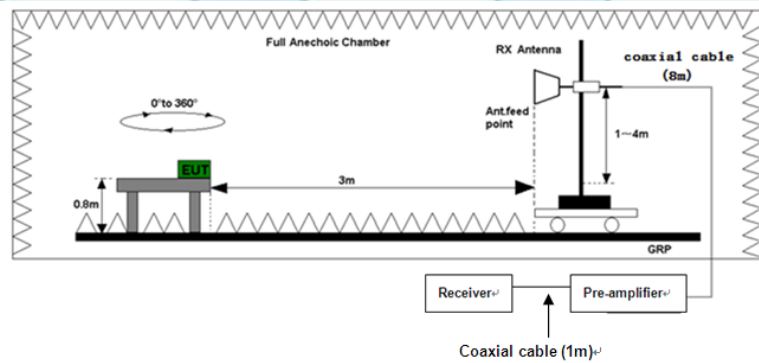 Full Anechoic Chamber
RX Antenna
coaxial cable
(8m)
0°to 360°
Ant.feed
point
1~4m
EUT
3m
0.8m
GRP
Receiver
Pre-amplifier
Coaxial cable (1m)